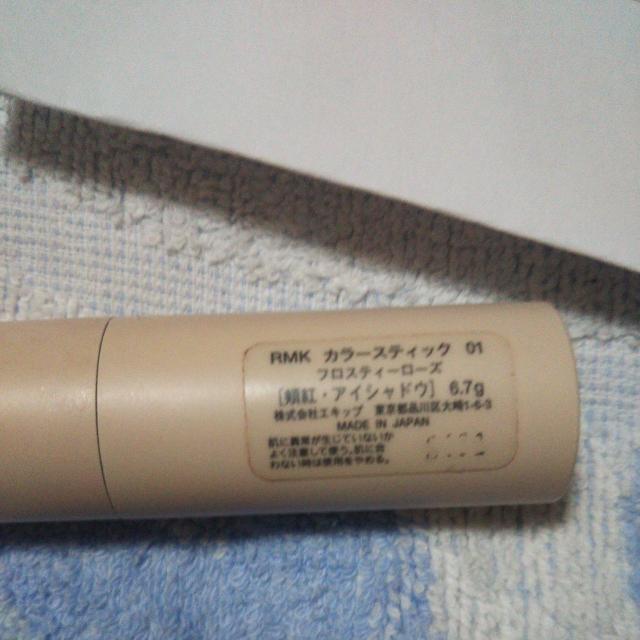 RMK カラースティック 01
フロスティーローズ
[頬紅・アイシャドウ] 6.7g
株式会社エキップ 東京都品川区大崎1-6-3
MADE IN JAPAN
肌に異常が生じていないか
よく注意して使う。肌に合
わない時は使用を中止。